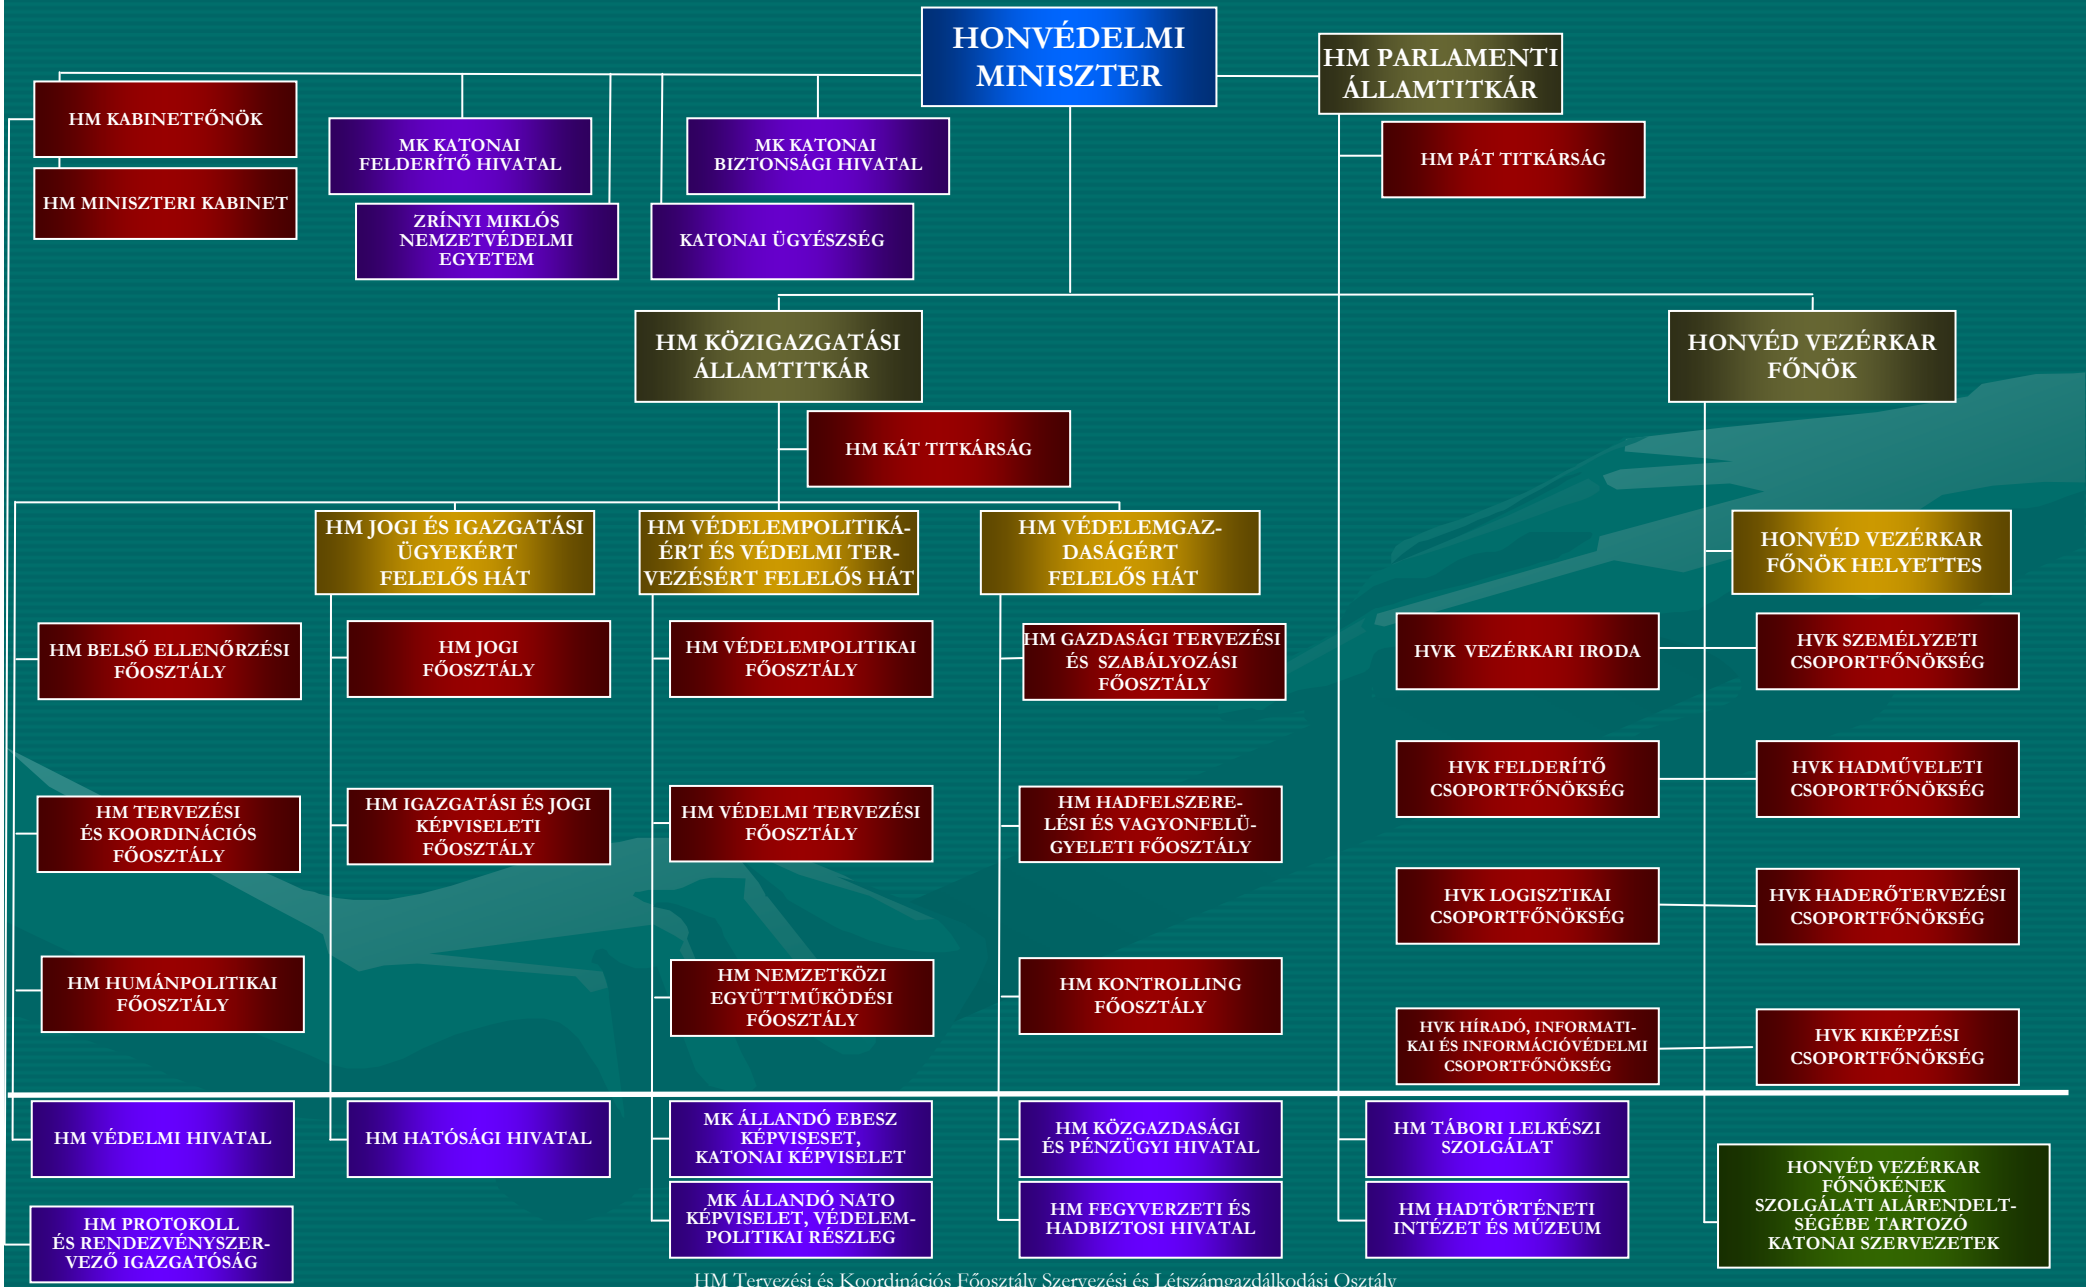 HONVÉDELMI
MINISZTER
HM PARLAMENTI
ÁLLAMTITKÁR
HM KABINETFŐNÖK
HM MINISZTERI KABINET
MK KATONAI
FELDERÍTŐ HIVATAL
MK KATONAI
BIZTONSÁGI HIVATAL
HM PÁT TITKÁRSÁG
ZRÍNYI MIKLÓS
NEMZETVÉDELMI
EGYETEM
KATONAI ÜGYÉSZSÉG
HM KÖZIGAZGATÁSI
ÁLLAMTITKÁR
HONVÉD VEZÉRKAR
FŐNÖK
HM KÁT TITKÁRSÁG
HM JOGI ÉS IGAZGATÁSI
ÜGYEKÉRT
FELELŐS HÁT
HM VÉDELEMPOLITIKÁ-
ÉRT ÉS VÉDELMI TER-
VEZÉSÉRT FELELŐS HÁT
HM VÉDELEMGAZ-
DASÁGÉRT
FELELŐS HÁT
HONVÉD VEZÉRKAR
FŐNÖK HELYETTES
HM BELSŐ ELLENŐRZÉSI
FŐOSZTÁLY
HM JOGI
FŐOSZTÁLY
HM VÉDELEMPOLITIKAI
FŐOSZTÁLY
HM GAZDASÁGI TERVEZÉSI
ÉS SZABÁLYOZÁSI
FŐOSZTÁLY
HVK VEZÉRKARI IRODA
HVK SZEMÉLYZETI
CSOPORTFŐNÖKSÉG
HM TERVEZÉSI
ÉS KOORDINÁCIÓS
FŐOSZTÁLY
HM IGAZGATÁSI ÉS JOGI
KÉPVISELETI
FŐOSZTÁLY
HM VÉDELMI TERVEZÉSI
FŐOSZTÁLY
HM HADFELSZERE-
LÉSI ÉS VAGYONFELÜ-
GYELETI FŐOSZTÁLY
HVK FELDERÍTŐ
CSOPORTFŐNÖKSÉG
HVK HADMŰVELETI
CSOPORTFŐNÖKSÉG
HVK LOGISZTIKAI
CSOPORTFŐNÖKSÉG
HVK HADERŐTERVEZÉSI
CSOPORTFŐNÖKSÉG
HM HUMÁNPOLITIKAI
FŐOSZTÁLY
HM NEMZETKÖZI
EGYÜTTMŰKÖDÉSI
FŐOSZTÁLY
HM KONTROLLING
FŐOSZTÁLY
HVK HÍRADÓ, INFORMATI-
KAI ÉS INFORMÁCIÓVÉDELMI
CSOPORTFŐNÖKSÉG
HVK KIKÉPZÉSI
CSOPORTFŐNÖKSÉG
HM VÉDELMI HIVATAL
HM HATÓSÁGI HIVATAL
MK ÁLLANDÓ EBESZ
KÉPVISESET,
KATONAI KÉPVISELET
HM KÖZGAZDASÁGI
ÉS PÉNZÜGYI HIVATAL
HM TÁBORI LELKÉSZI
SZOLGÁLAT
HM PROTOKOLL
ÉS RENDEZVÉNYSZER-
VEZŐ IGAZGATÓSÁG
MK ÁLLANDÓ NATO
KÉPVISELET, VÉDELEM-
POLITIKAI RÉSZLEG
HM FEGYVERZETI ÉS
HADBIZTOSI HIVATAL
HM HADTÖRTÉNETI
INTÉZET ÉS MÚZEUM
HONVÉD VEZÉRKAR
FŐNÖKÉNEK
SZOLGÁLATI ALÁRENDELT-
SÉGÉBE TARTOZÓ
KATONAI SZERVEZETEK
HM Tervezési és Koordinációs Főosztály Szervezési és Létszámgazdálkodási Osztály